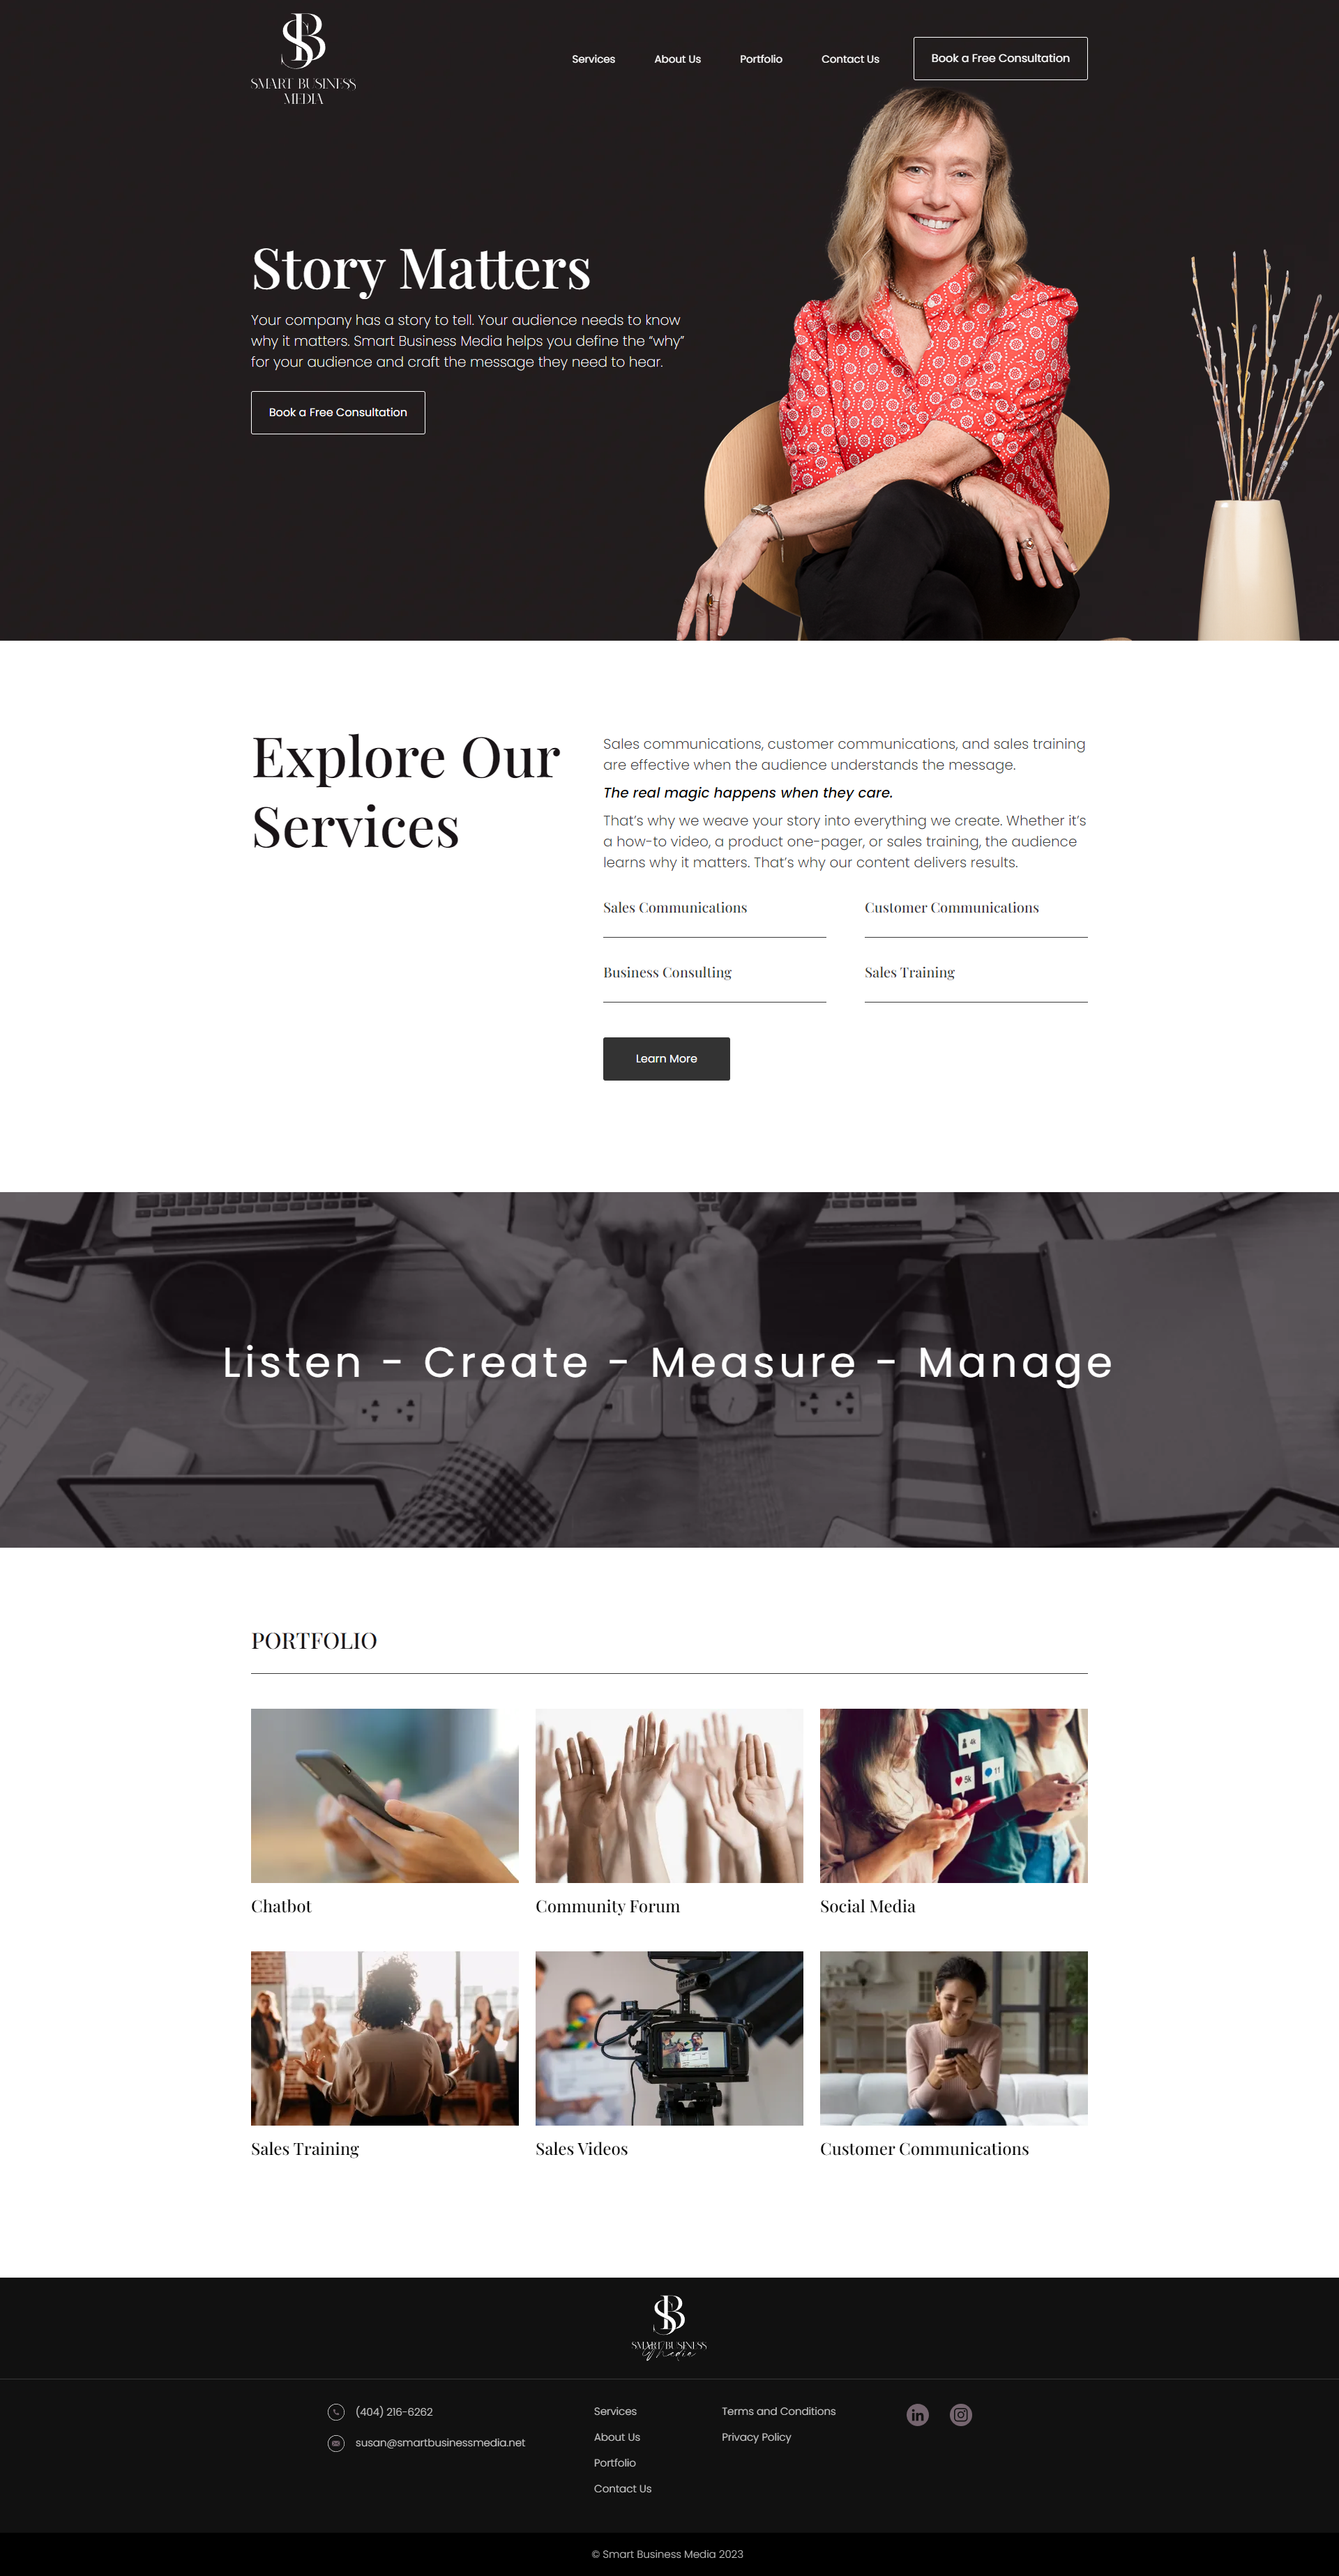 SB
SMART BUSINESS
MEDIA
Services
About Us
Portfolio
Contact Us
Book a Free Consultation
Story Matters
Your company has a story to tell. Your audience needs to know
why it matters. Smart Business Media helps you define the “why”
for your audience and craft the message they need to hear.
Book a Free Consultation
Explore Our
Services
Sales communications, customer communications, and sales training
are effective when the audience understands the message.
The real magic happens when they care.
That’s why we weave your story into everything we create. Whether it’s
a how-to video, a product one-pager, or sales training, the audience
learns why it matters. That’s why our content delivers results.
Sales Communications
Customer Communications
Business Consulting
Sales Training
Learn More
Listen - Create - Measure - Manage
PORTFOLIO
4k
5k
11
Chatbot
Community Forum
Social Media
Sales Training
Sales Videos
Customer Communications
SB
SMART BUSINESS
Media
(404) 216-6262
susan@smartbusinessmedia.net
Services
About Us
Portfolio
Contact Us
Terms and Conditions
Privacy Policy
in
© Smart Business Media 2023